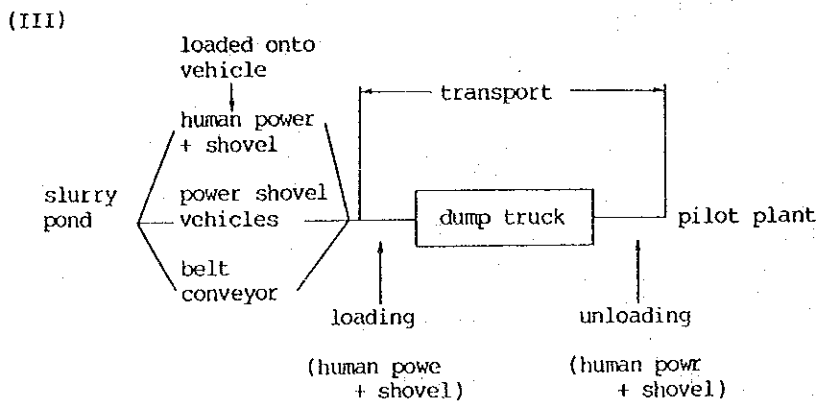 (III)
loaded onto
vehicle
human power
+ shovel
transport
slurry
pond
power shovel
vehicles
dump truck
pilot plant
belt
conveyor
loading
unloading
(human powe
+ shovel)
(human powr
+ shovel)